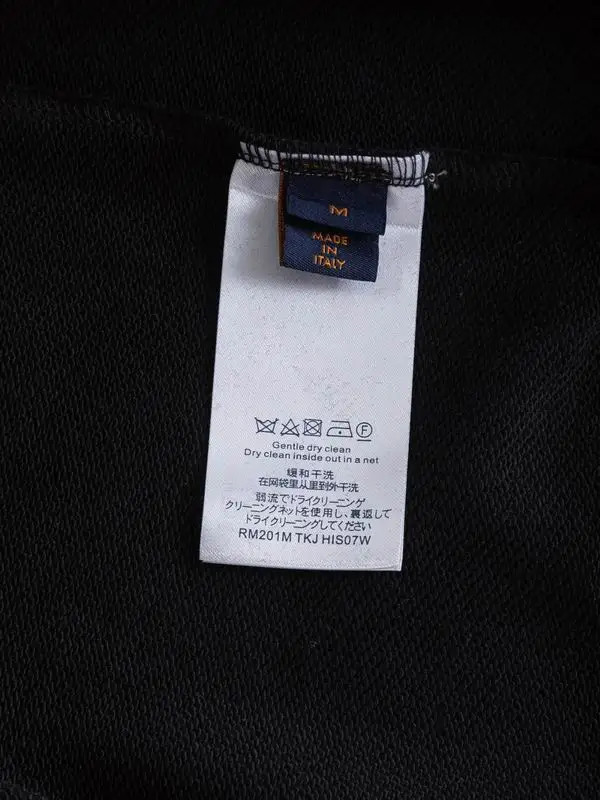 M
MADE
IN
ITALY
F
Gentle dry clean
Dry clean inside out in a net
缓和干洗
在网袋里从里到外干洗
弱流でドライクリーニング
クリーニングネットを使用し、裏返して
ドライクリーニングしてください
RM201M TKJ HIS07W